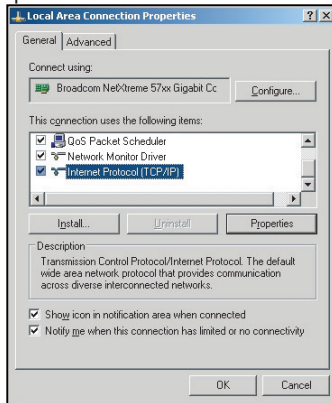 Local Area Connection Properties
General Advanced
Connect using:
Broadcom NetXtreme 57xx Gigabit Cc
Configure...
This connection uses the following items:
QoS Packet Scheduler
Network Monitor Driver
Internet Protocol (TCP/IP)
Install... Uninstall Properties
Description
Transmission Control Protocol/Internet Protocol. The default
wide area network protocol that provides communication
across diverse interconnected networks.
Show icon in notification area when connected
Notify me when this connection has limited or no connectivity
OK Cancel